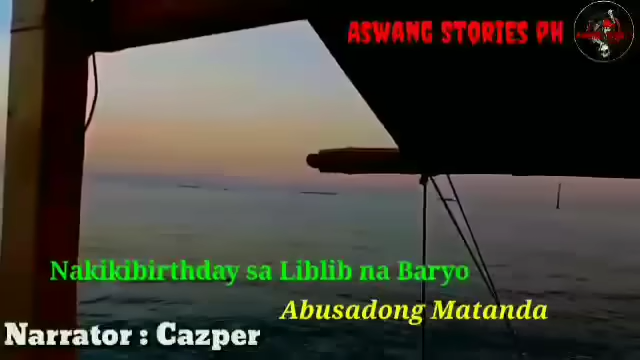 ASWANG STORIES PH
Nakikibirthday sa Liblib na Baryo
Abusadong Matanda
Narrator : Cazper